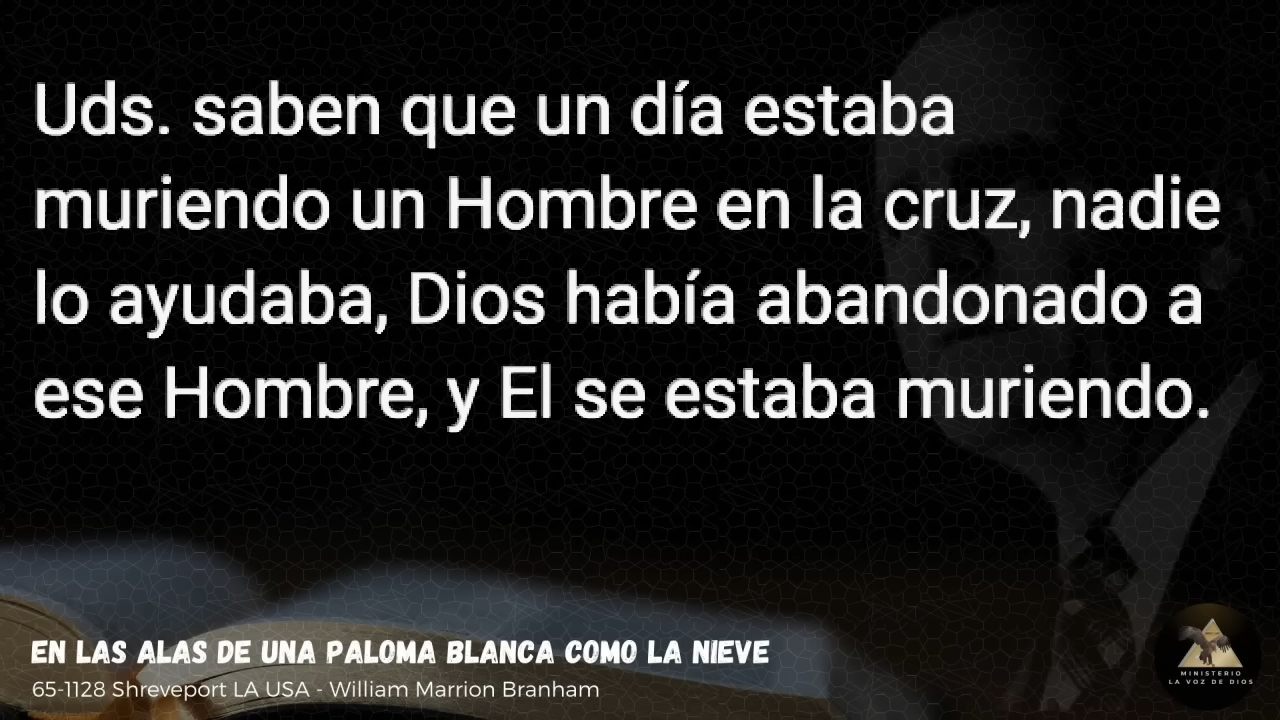 Uds. saben que un día estaba
muriendo un Hombre en la cruz, nadie
lo ayudaba, Dios había abandonado a
ese Hombre, y El se estaba muriendo.
EN LAS ALAS DE UNA PALOMA BLANCA COMO LA NIEVE
65-1128 Shreveport LA USA - William Marrion Branham
MINISTERIO
LA VOZ DE DIOS